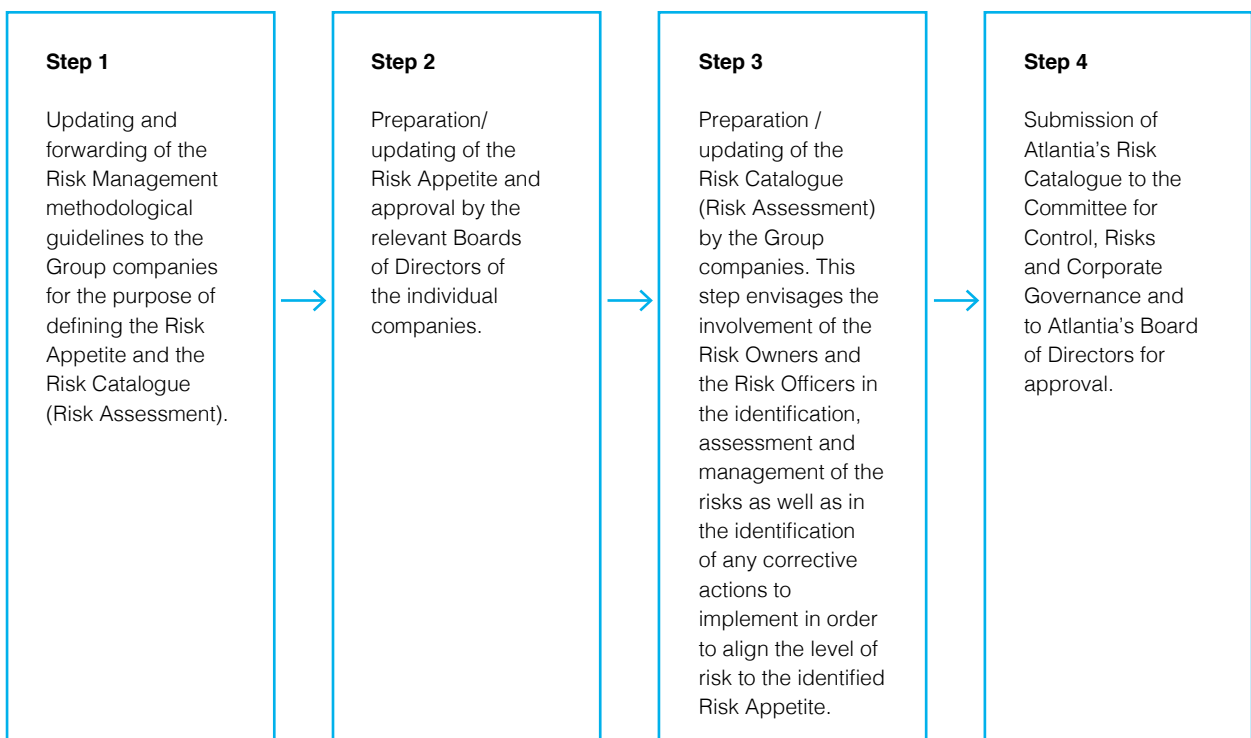 Step 1
Updating and
forwarding of the
Risk Management
methodological
guidelines to the
Group companies
for the purpose of
defining the Risk
Appetite and the
Risk Catalogue
(Risk Assessment).
Step 2
Preparation/
updating of the
Risk Appetite and
approval by the
relevant Boards
of Directors of
the individual
companies.
Step 3
Preparation /
updating of the
Risk Catalogue
(Risk Assessment)
by the Group
companies. This
step envisages the
involvement of the
Risk Owners and
the Risk Officers in
the identification,
assessment and
management of the
risks as well as in
the identification
of any corrective
actions to
implement in order
to align the level of
risk to the identified
Risk Appetite.
Step 4
Submission of
Atlantia’s Risk
Catalogue to the
Committee for
Control, Risks
and Corporate
Governance and
to Atlantia’s Board
of Directors for
approval.